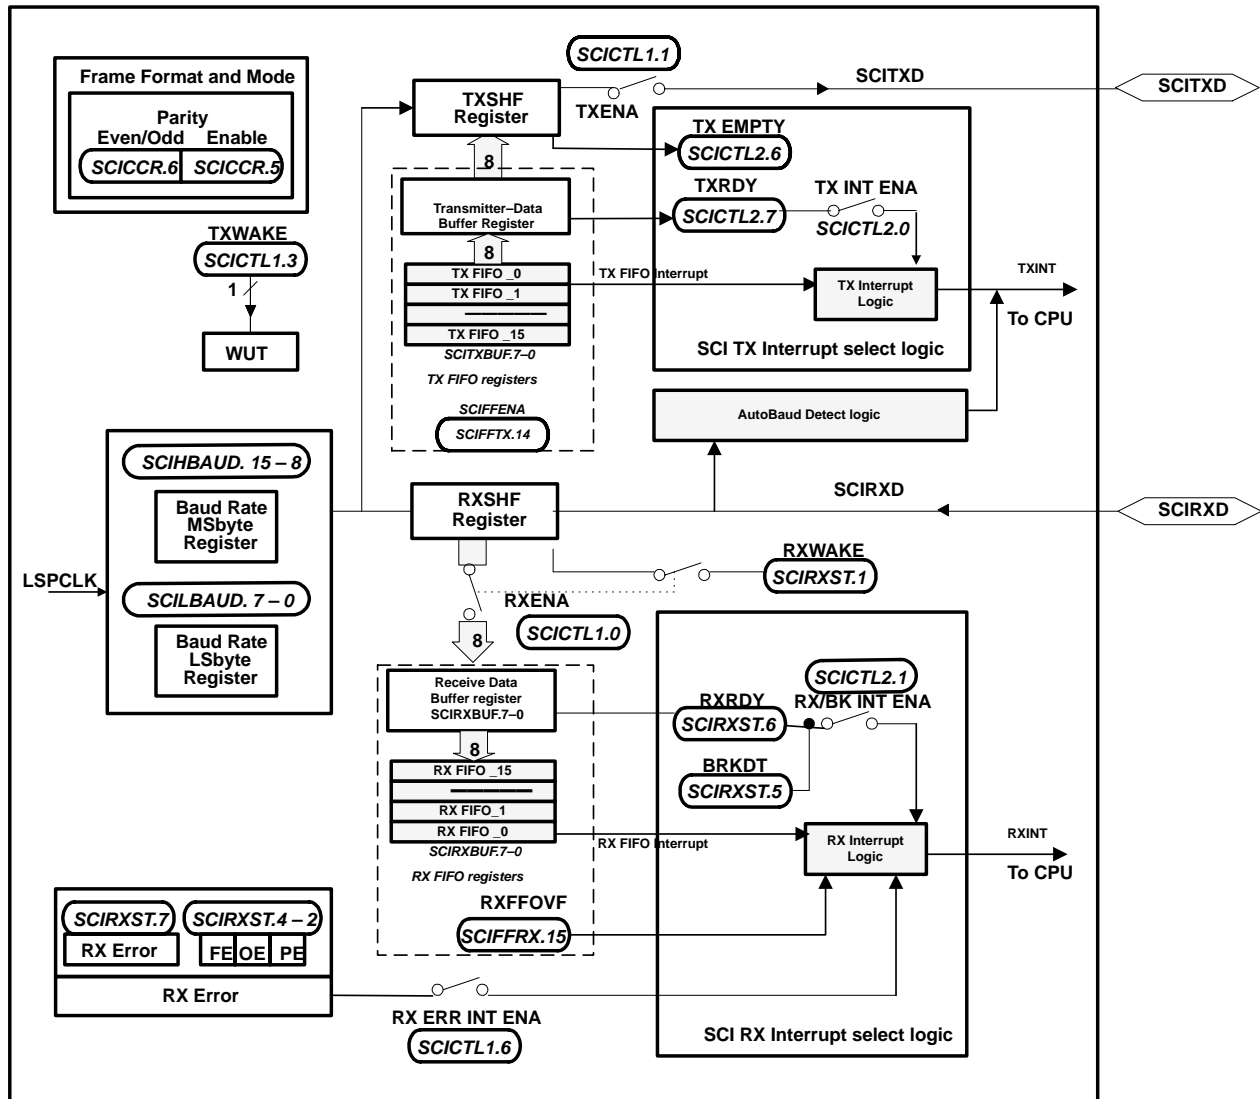 SCICTL1.1
Frame Format and Mode
Parity
Even/Odd Enable
SCICCR.6 SCICCR.5
TXSHF
Register
TXENA
SCITXD
SCITXD
TX EMPTY
SCICTL2.6
8
Transmitter–Data
Buffer Register
TXRDY
SCICTL2.7
TX INT ENA
SCICTL2.0
TXWAKE
SCICTL1.3
1
WUT
8
TX FIFO _0
TX FIFO _1
TX FIFO _15
SCITXBUF.7–0
TX FIFO registers
SCIFFENA
SCIFFTX.14
TX FIFO Interrupt
TX Interrupt
Logic
TXINT
To CPU
SCI TX Interrupt select logic
AutoBaud Detect logic
SCIHBAUD. 15 – 8
Baud Rate
MSbyte
Register
LSPCLK
SCILBAUD. 7 – 0
Baud Rate
LSbyte
Register
RXSHF
Register
SCIRXD
SCIRXD
RXWAKE
SCIRXST.1
RXENA
SCICTL1.0
8
Receive Data
Buffer register
SCIRXBUF.7–0
8
RX FIFO _15
RX FIFO_1
RX FIFO _0
SCIRXBUF.7–0
RX FIFO registers
RX FIFO Interrupt
SCICTL2.1
RX/BK INT ENA
RXRDY
SCIRXST.6
BRKDT
SCIRXST.5
RX Interrupt
Logic
RXINT
To CPU
RXFFOVF
SCIFFRX.15
SCIRXST.7 SCIRXST.4 – 2
RX Error FE OE PE
RX Error
RX ERR INT ENA
SCICTL1.6
SCI RX Interrupt select logic